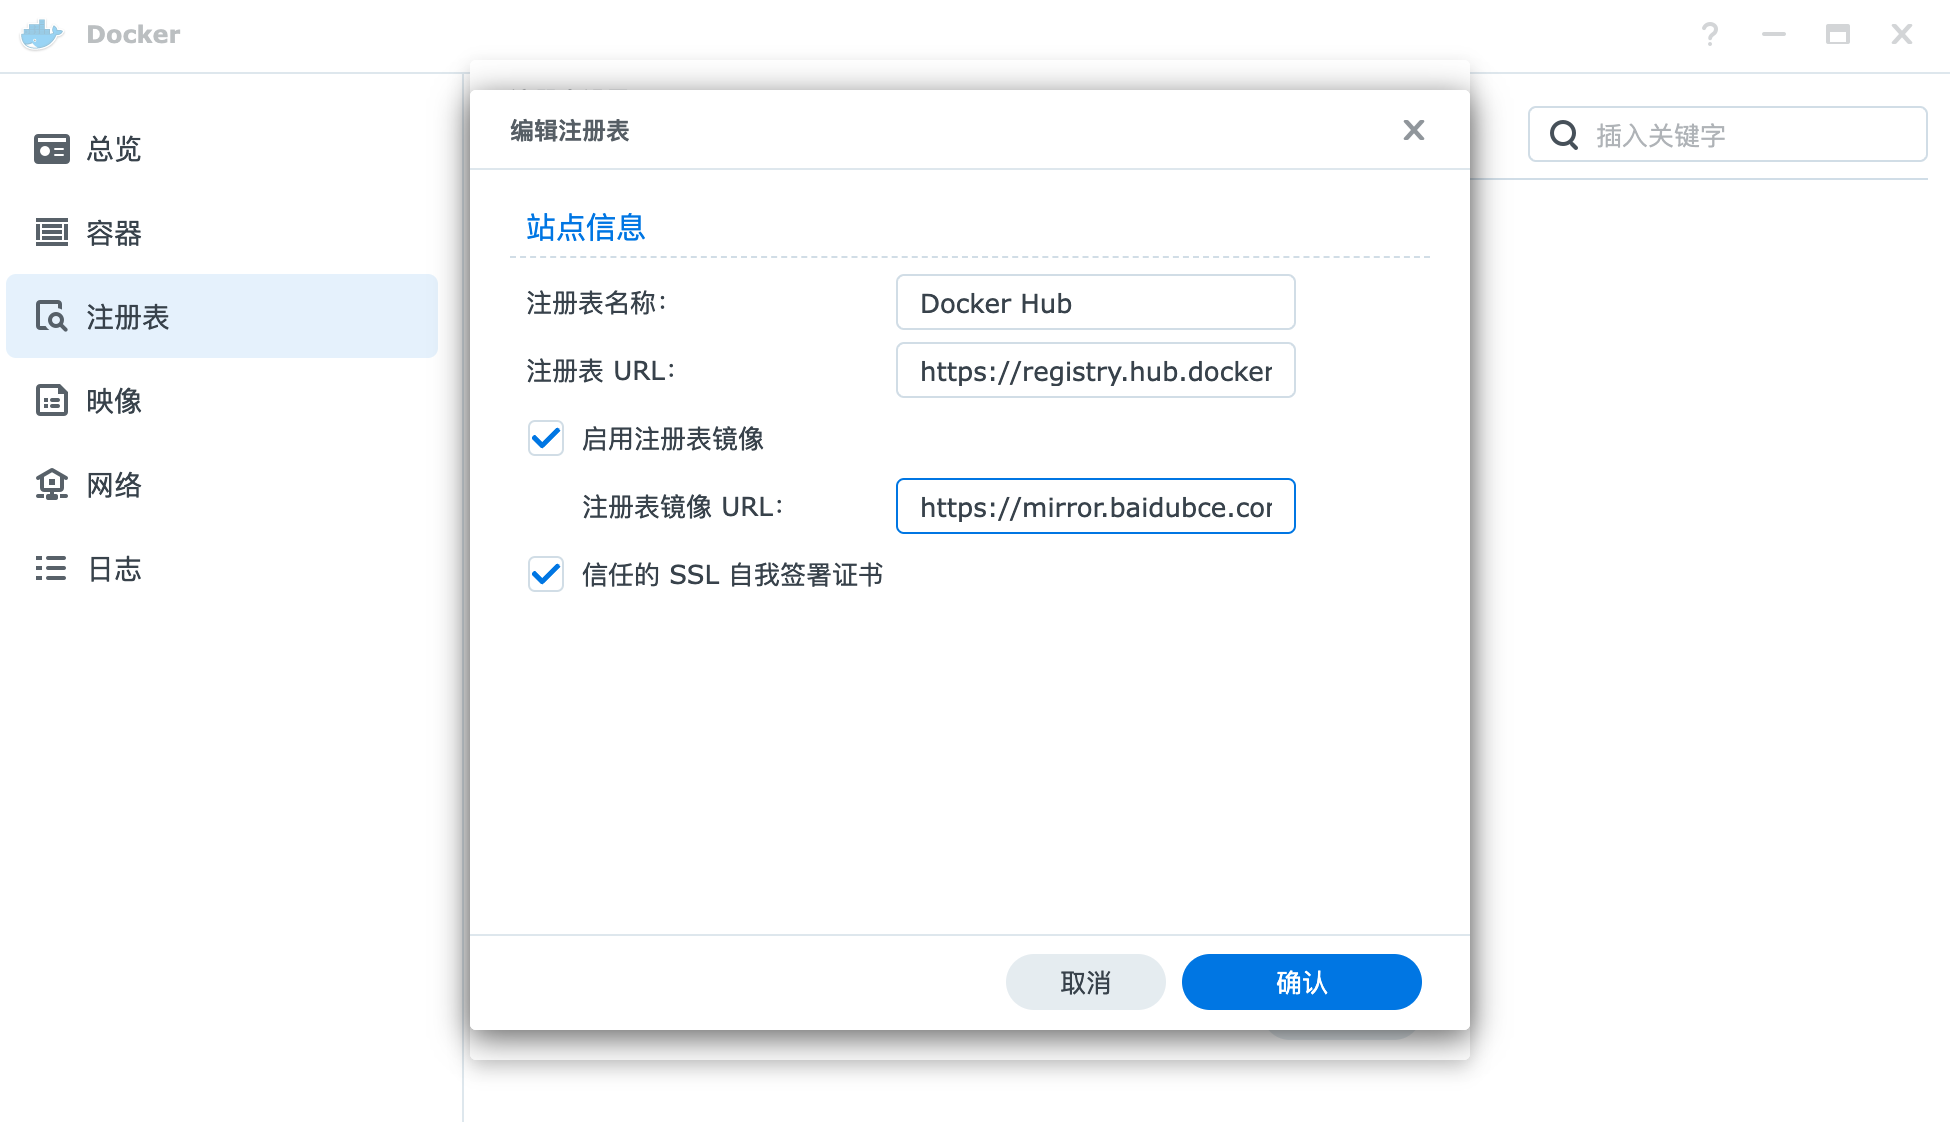 Docker
总览
容器
注册表
映像
网络
日志
插入关键字
编辑注册表
站点信息
注册表名称:
Docker Hub
注册表 URL:
https://registry.hub.docker
启用注册表镜像
注册表镜像 URL:
https://mirror.baidubce.co
信任的 SSL 自我签署证书
取消
确认